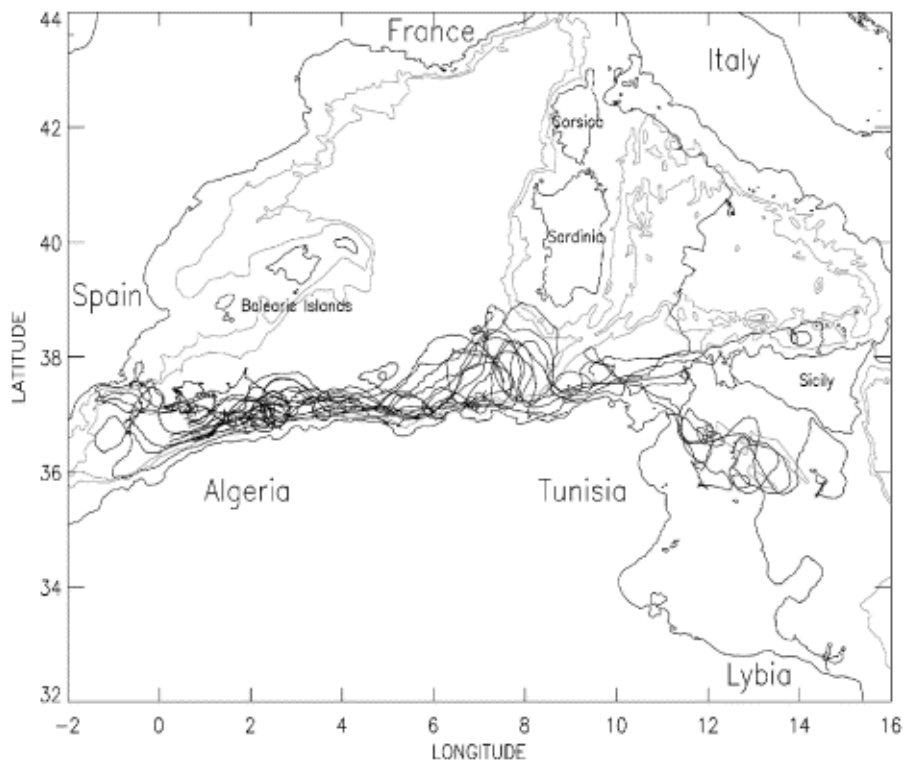 44
France
Italy
42
Corsica
Sardinia
40
Spain
Balearic Islands
38
LATITUDE
Sicily
36
Algeria
Tunisia
34
Lybia
32
-2 0 2 4 6 8 10 12 14 16
LONGITUDE